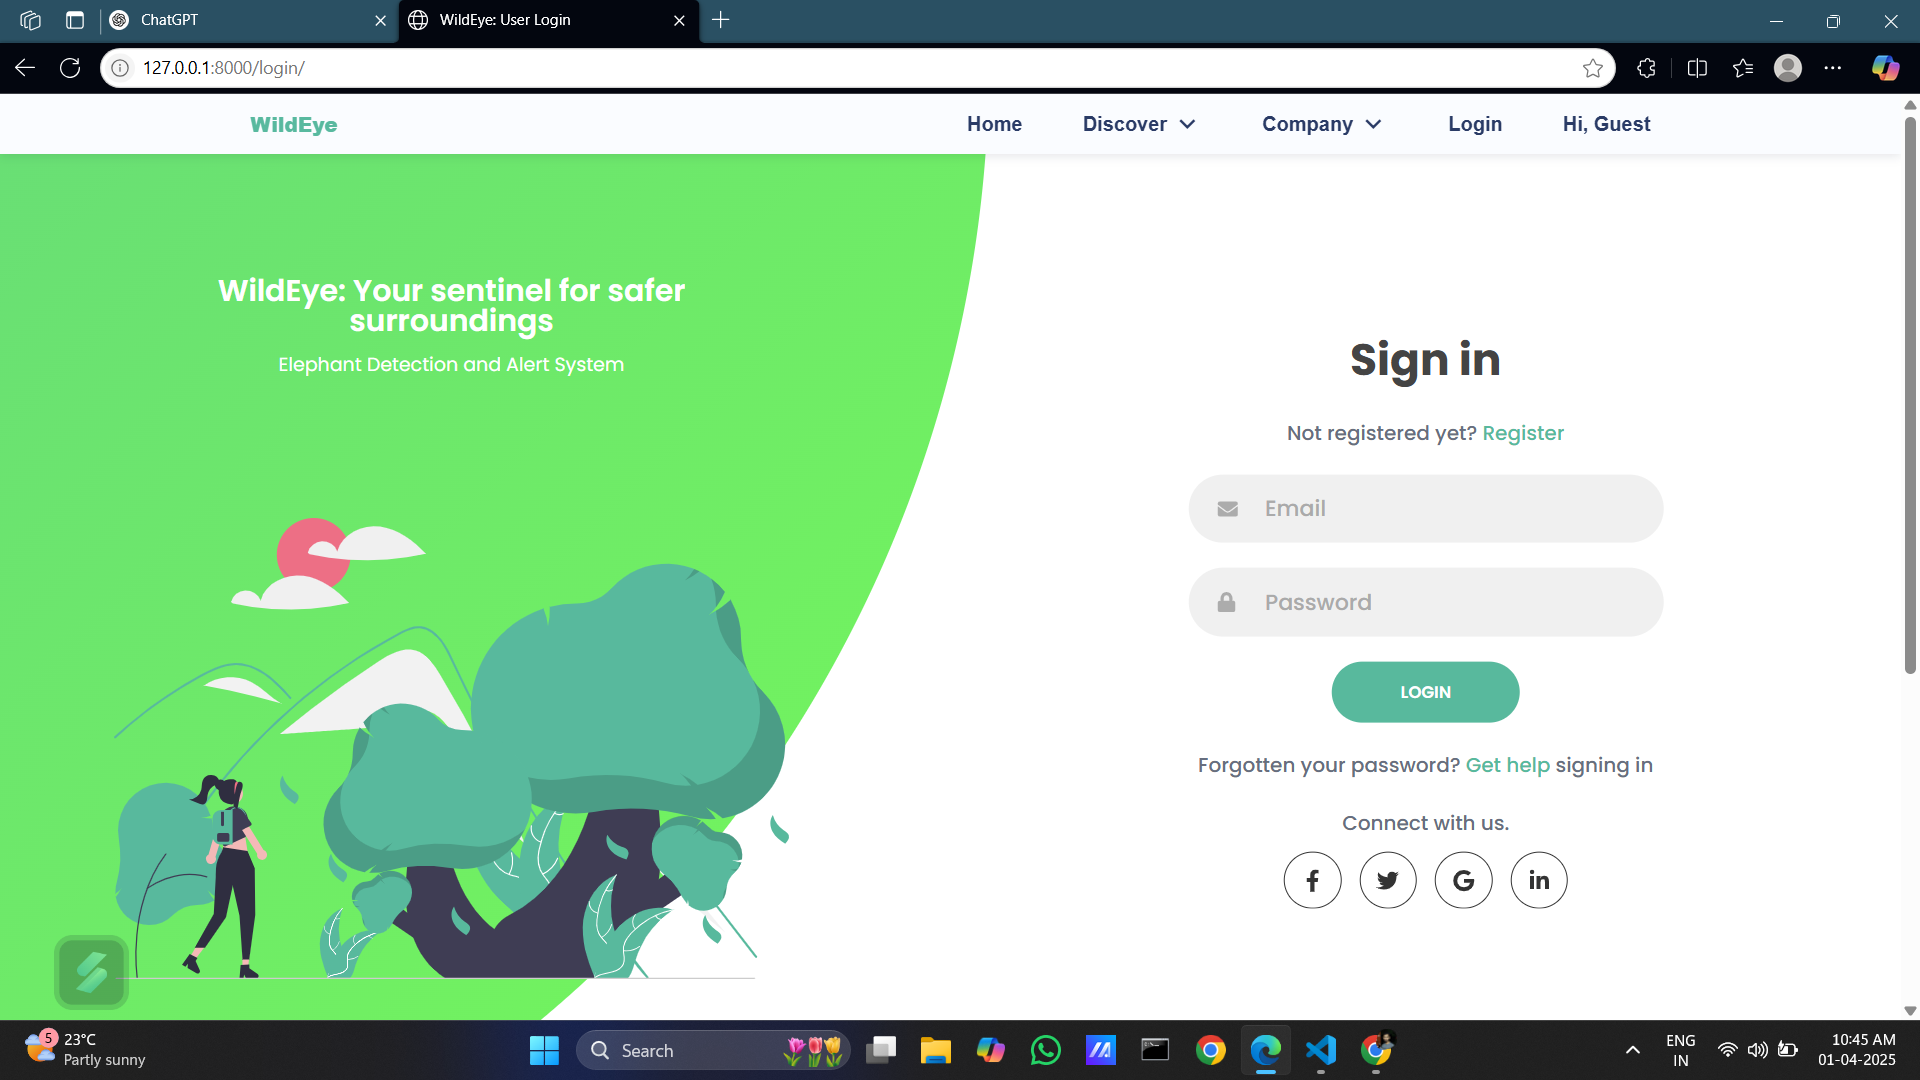 ChatGPT
WildEye: User Login
127.0.0.1:8000/login/
WildEye
Home
Discover
Company
Login
Hi, Guest
WildEye: Your sentinel for safer
surroundings
Elephant Detection and Alert System
Sign in
Not registered yet? Register
Email
Password
LOGIN
Forgotten your password? Get help signing in
Connect with us.
5
23°C
Partly sunny
Search
ENG
IN
10:45 AM
01-04-2025